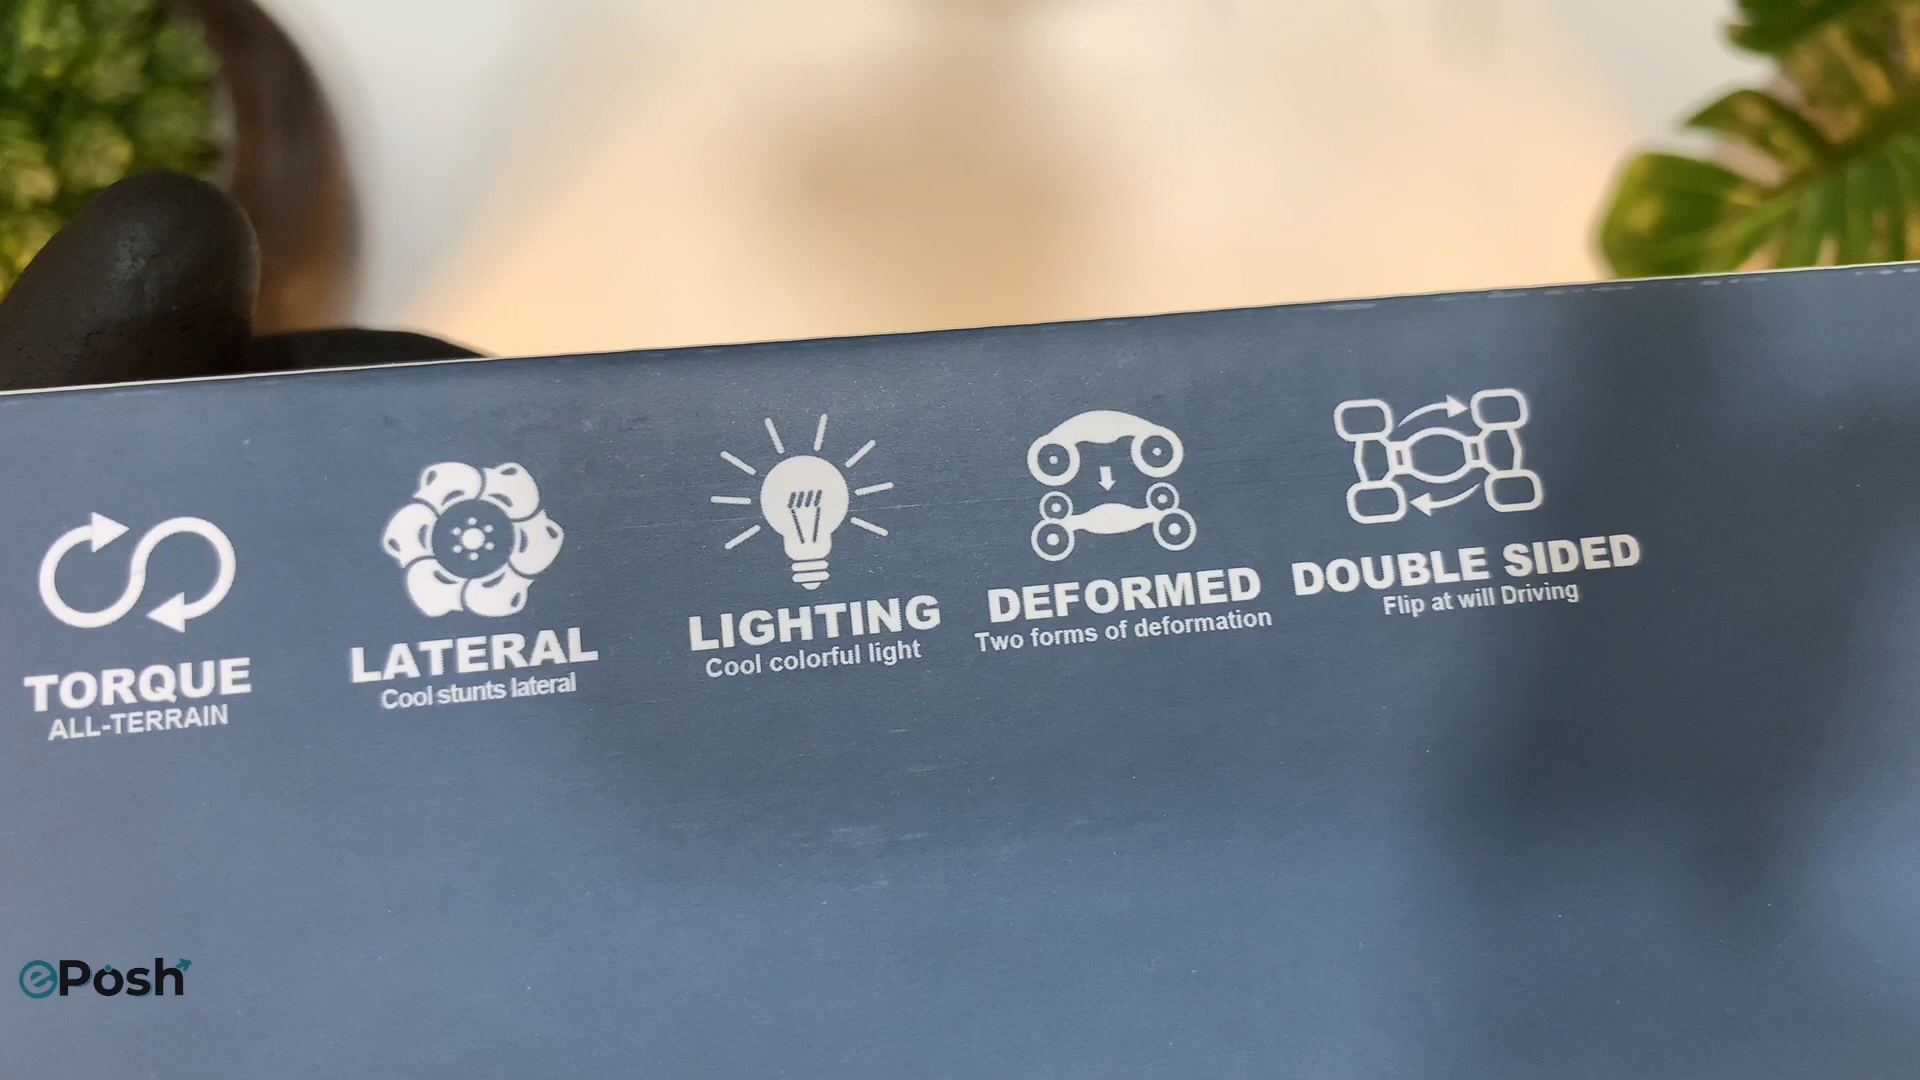 TORQUE
ALL-TERRAIN
LATERAL
Cool stunts lateral
LIGHTING
Cool colorful light
DEFORMED
Two forms of deformation
DOUBLE SIDED
Flip at will Driving
ePosh